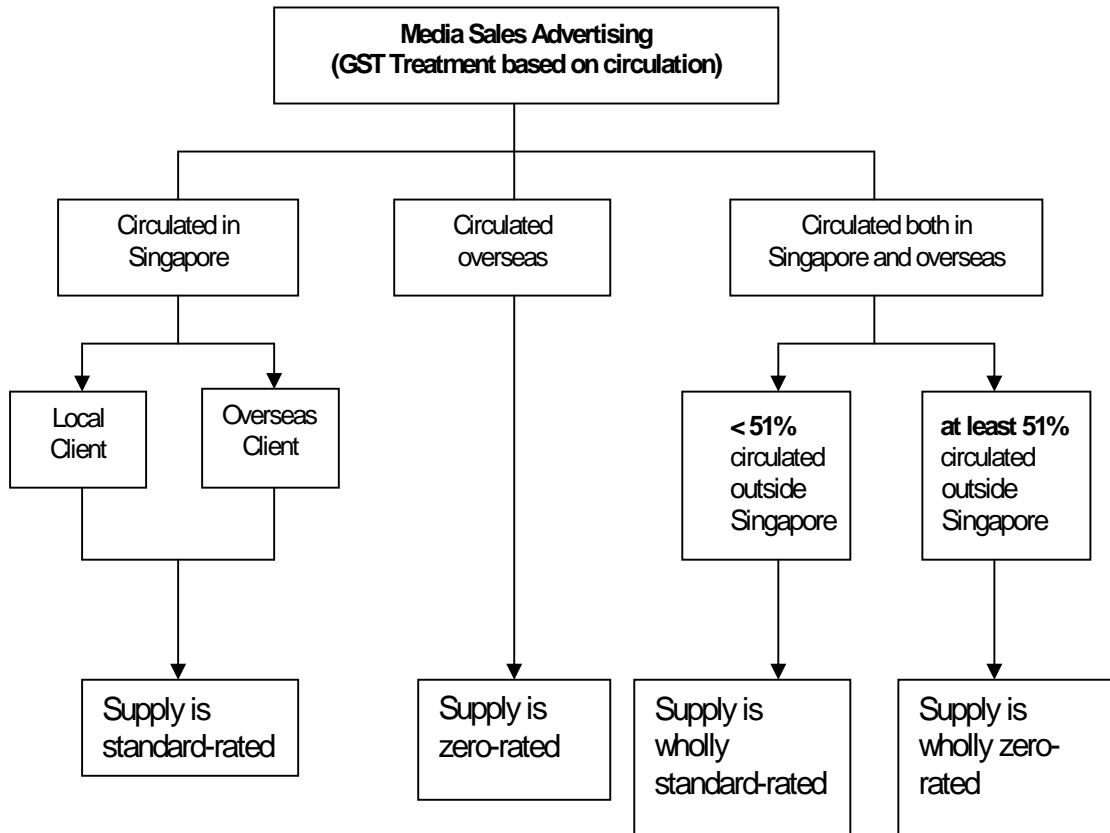 Media Sales Advertising
(GST Treatment based on circulation)
Circulated in
Singapore
Circulated
overseas
Circulated both in
Singapore and overseas
Local
Client
Overseas
Client
< 51%
circulated
outside
Singapore
at least 51%
circulated
outside
Singapore
Supply is
standard-rated
Supply is
zero-rated
Supply is
wholly
standard-rated
Supply is
wholly zero-
rated